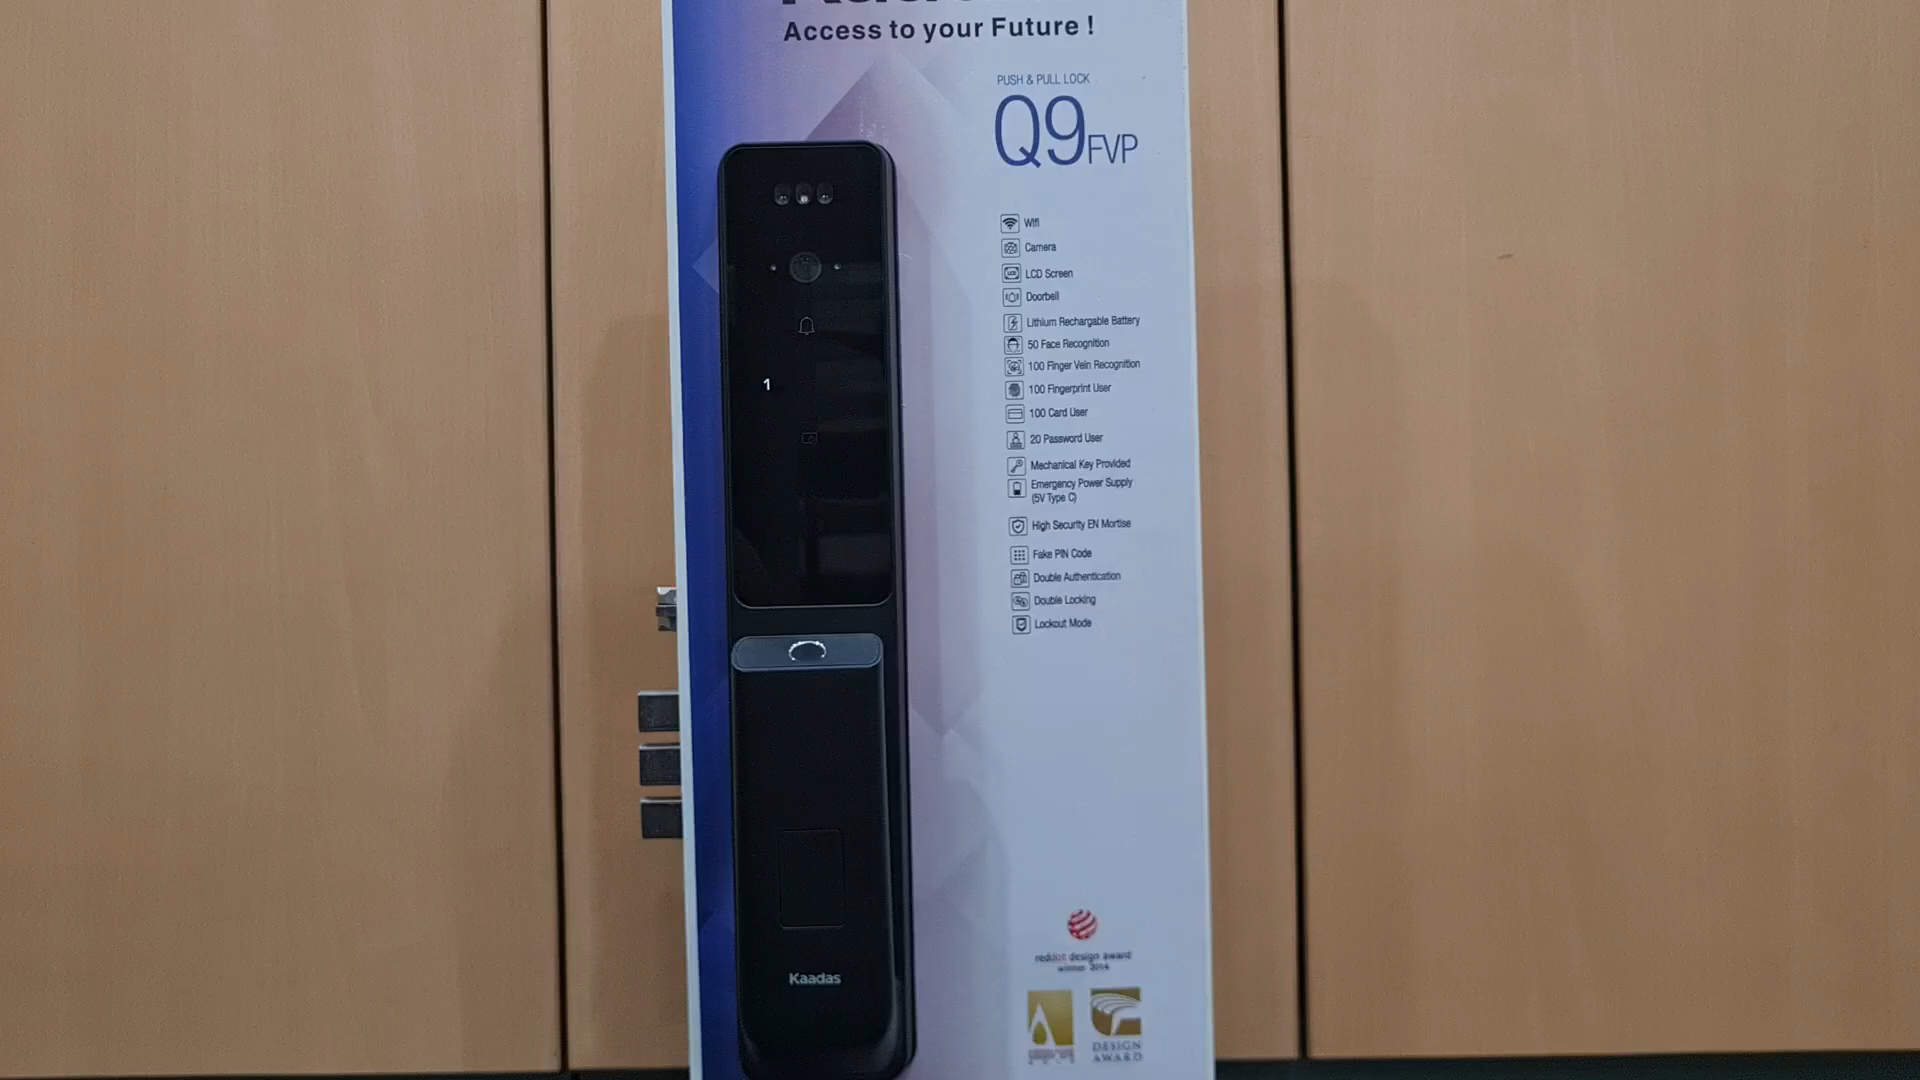 Access to your Future !
PUSH & PULL LOCK
Q9FVP
Wifi
Camera
LCD Screen
Doorbell
Lithium Rechargable Battery
50 Face Recognition
100 Finger Vein Recognition
100 Fingerprint User
100 Card User
20 Password User
Mechanical Key Provided
Emergency Power Supply
(5V Type C)
High Security EN Mortise
Fake PIN Code
Double Authentication
Double Locking
Lockout Mode
1
Kaadas
reddot design award
winner 2014
DESIGN
AWARD